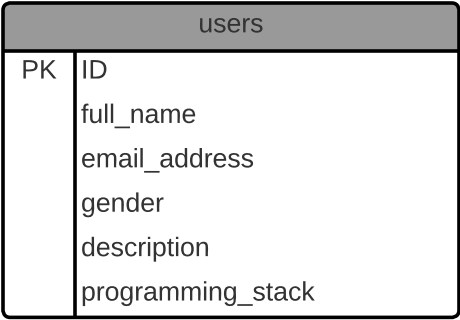 users
PK ID
full_name
email_address
gender
description
programming_stack